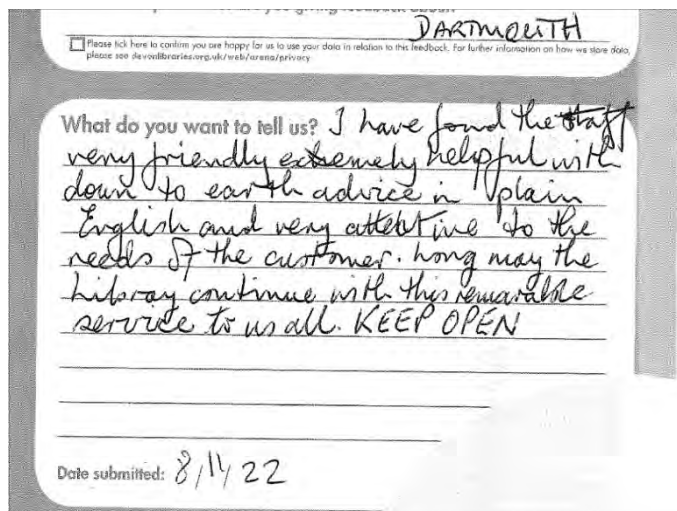 DARTMOUTH
Please tick here to confirm you are happy for us to use your data in relation to this feedback. For further information on how we store data,
please see devonlibraries.org.uk/web/arena/privacy
What do you want to tell us? I have found the staff
very friendly extremely helpful with
down to earth advice in plain
English and very attentive to the
needs of the customer. Long may the
Libray continue with this remarable
service to us all. KEEP OPEN
Date submitted: 8/11/22